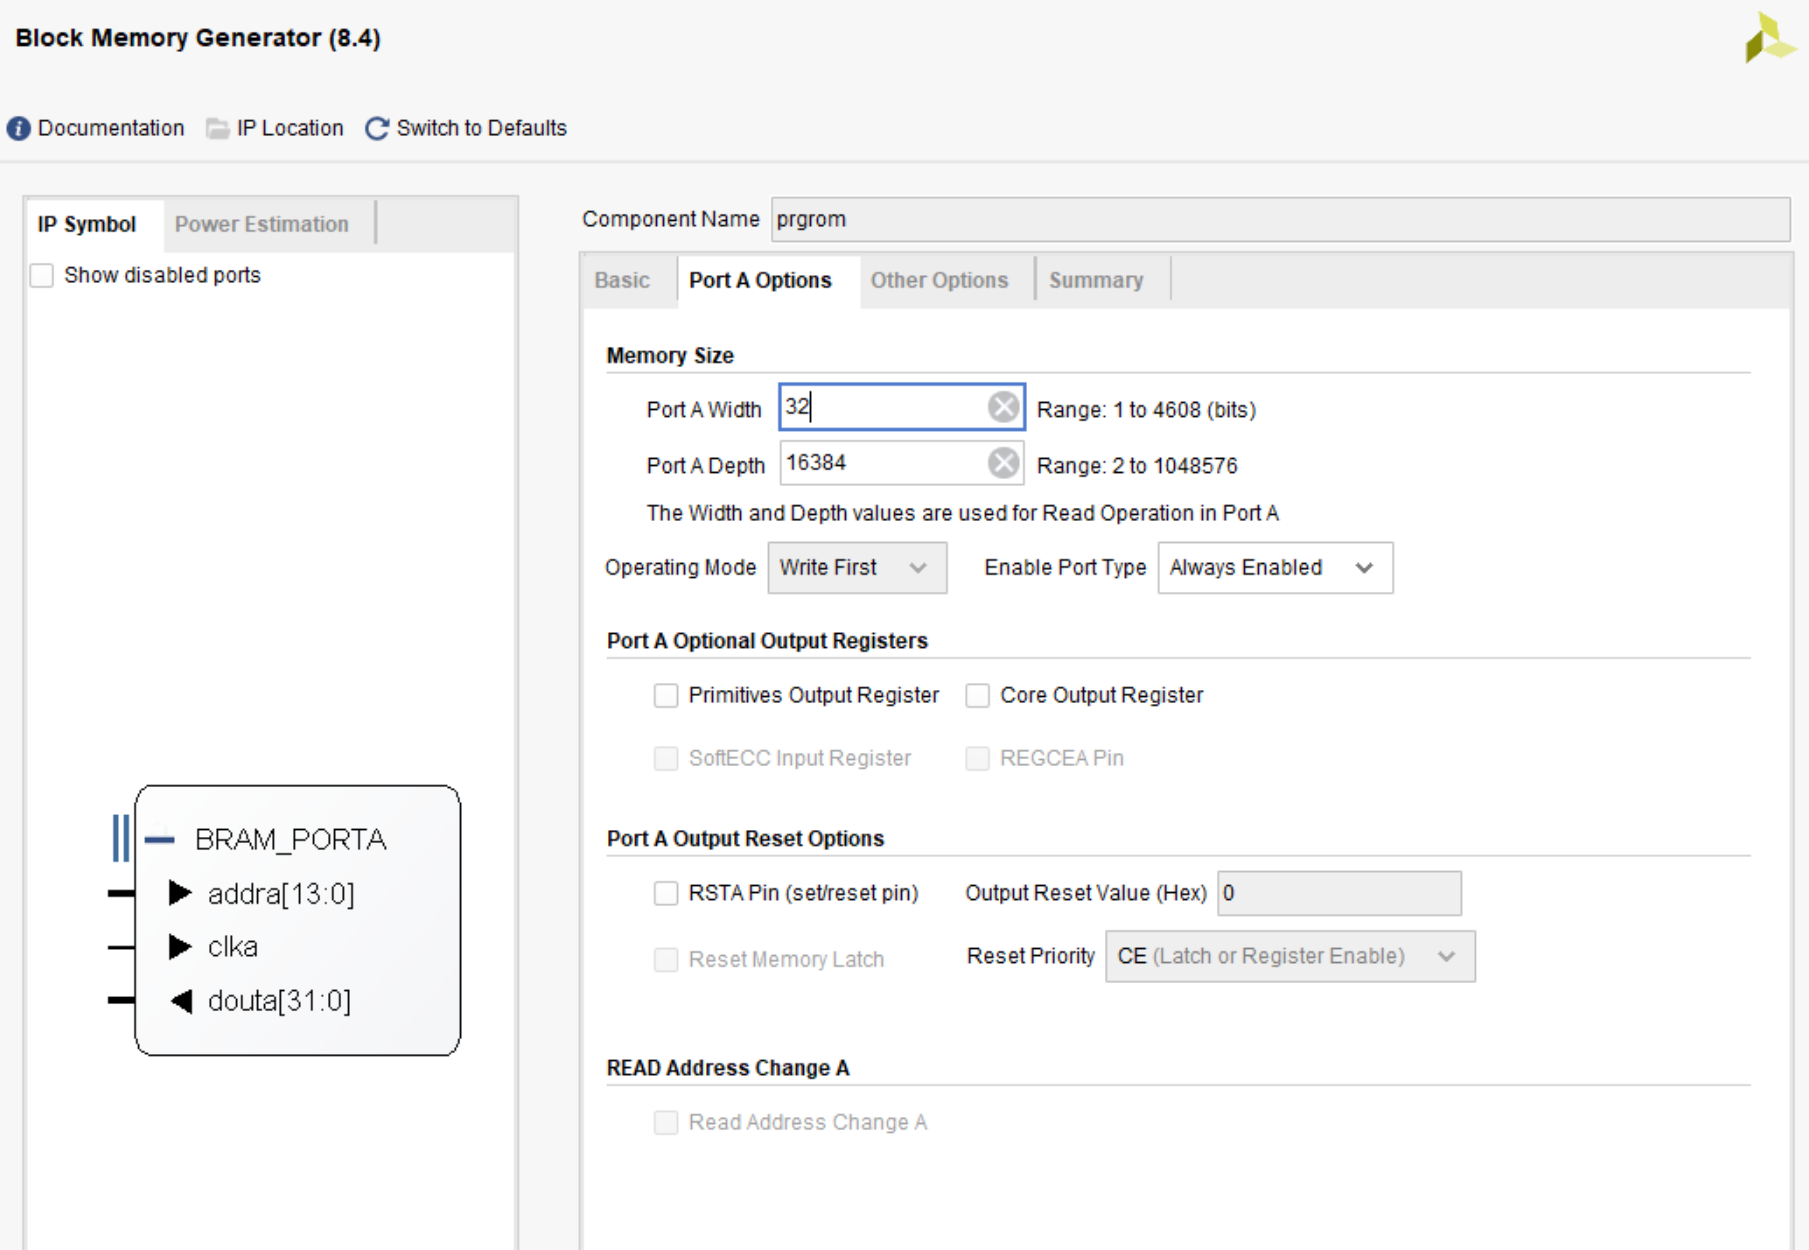 Block Memory Generator (8.4)
Documentation IP Location Switch to Defaults
IP Symbol Power Estimation
Show disabled ports
BRAM_PORTA
addra[13:0]
clka
douta[31:0]
Component Name prgrom
Basic Port A Options Other Options Summary
Memory Size
Port A Width 32 Range: 1 to 4608 (bits)
Port A Depth 16384 Range: 2 to 1048576
The Width and Depth values are used for Read Operation in Port A
Operating Mode Write First Enable Port Type Always Enabled
Port A Optional Output Registers
Primitives Output Register Core Output Register
SoftECC Input Register REGCEA Pin
Port A Output Reset Options
RSTA Pin (set/reset pin) Output Reset Value (Hex) 0
Reset Memory Latch Reset Priority CE (Latch or Register Enable)
READ Address Change A
Read Address Change A